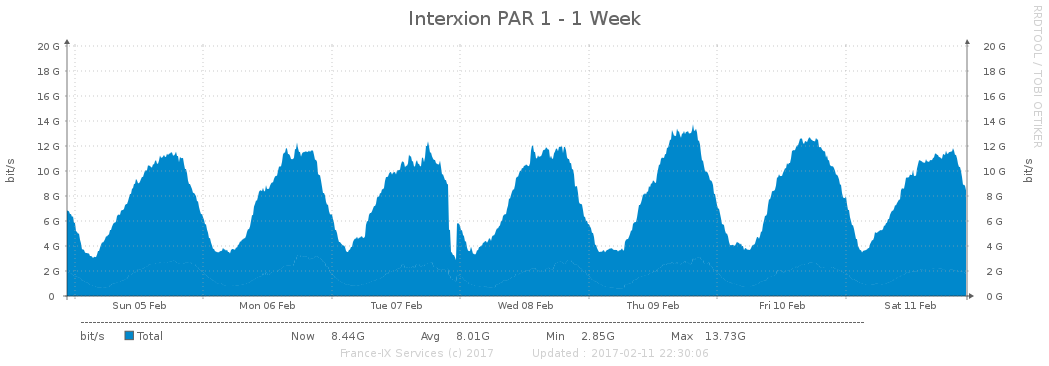 Interxion PAR 1 - 1 Week
RRDTOOL / TOBI OETIKER
20 G 20 G
18 G 18 G
16 G 16 G
14 G 14 G
12 G 12 G
10 G 10 G
8 G 8 G
6 G 6 G
4 G 4 G
2 G 2 G
0 0 G
bit/s
bit/s
Sun 05 Feb Mon 06 Feb Tue 07 Feb Wed 08 Feb Thu 09 Feb Fri 10 Feb Sat 11 Feb
bit/s Total Now 8.44G Avg 8.01G Min 2.85G Max 13.73G
France-IX Services (c) 2017 Updated : 2017-02-11 22:30:06